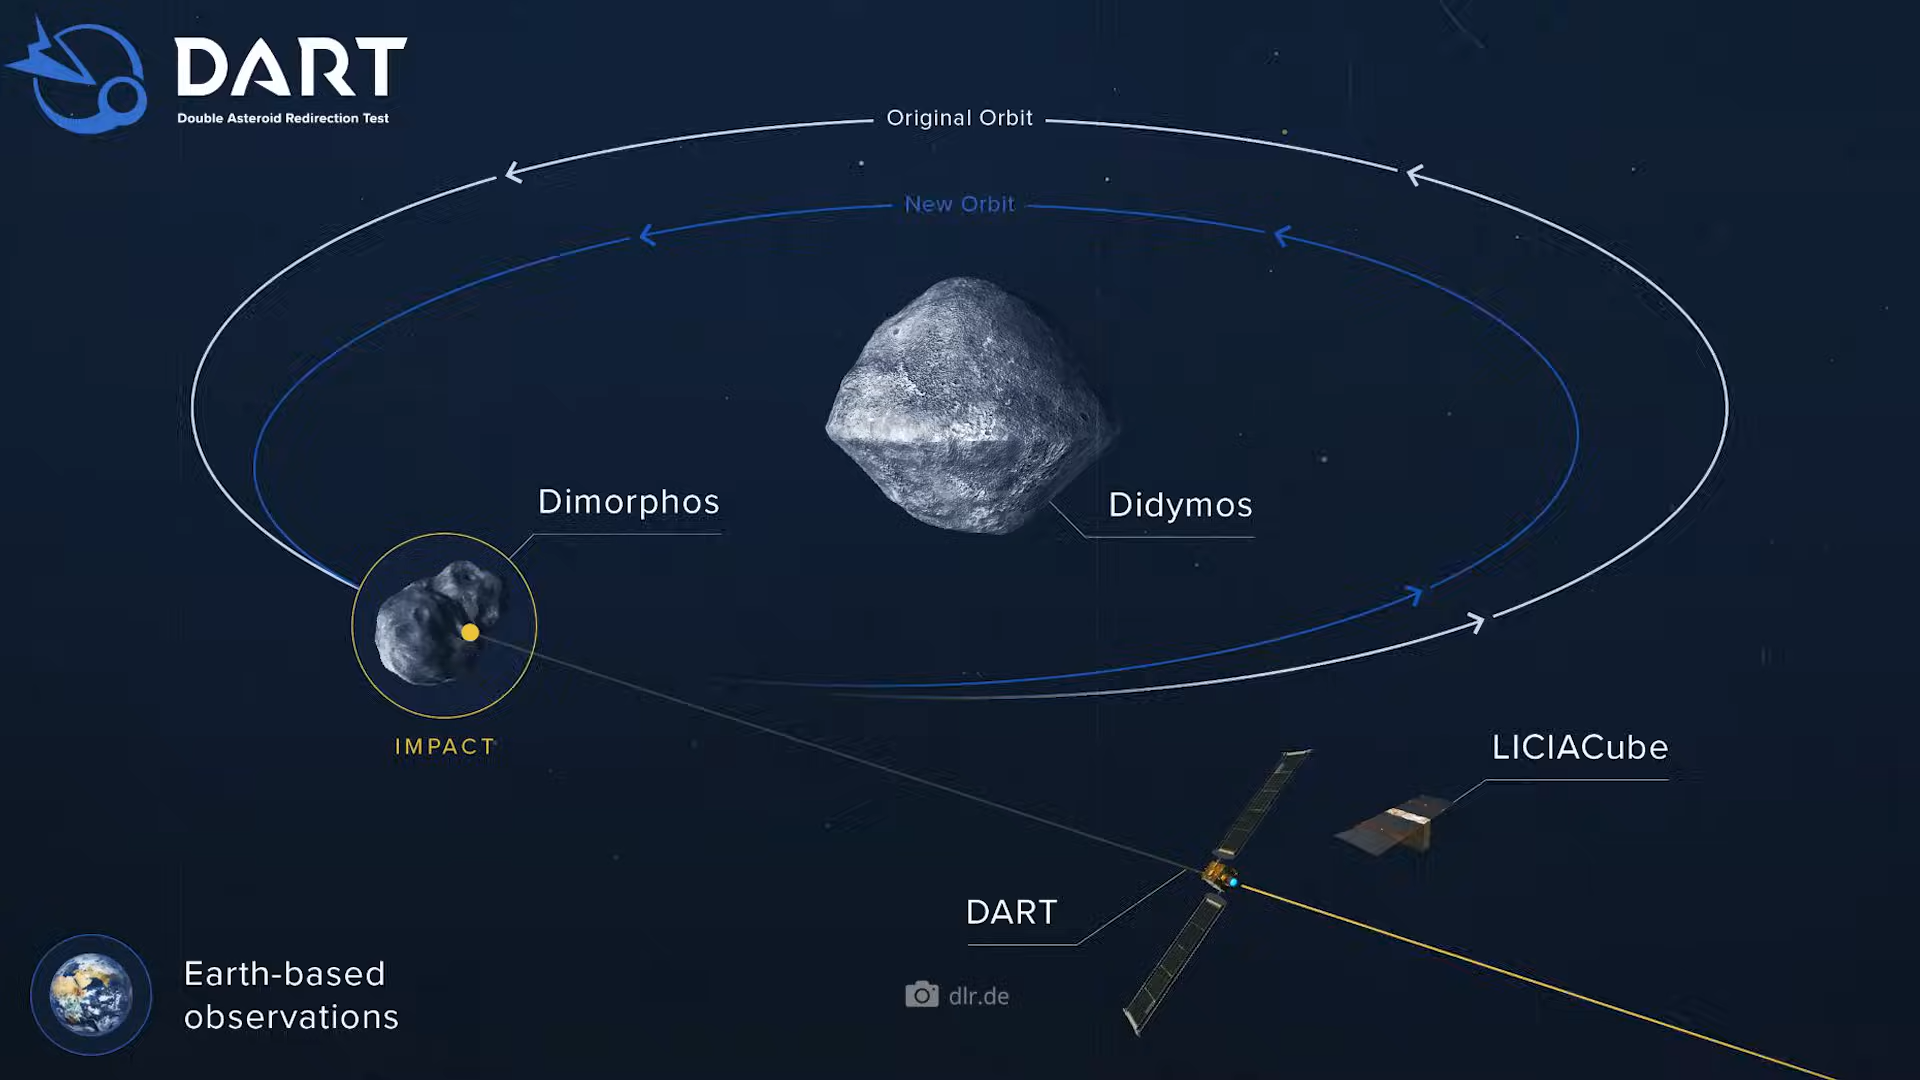 DART
Double Asteroid Redirection Test
Original Orbit
New Orbit
Dimorphos
Didymos
IMPACT
LICIACube
DART
Earth-based
observations
dlr.de